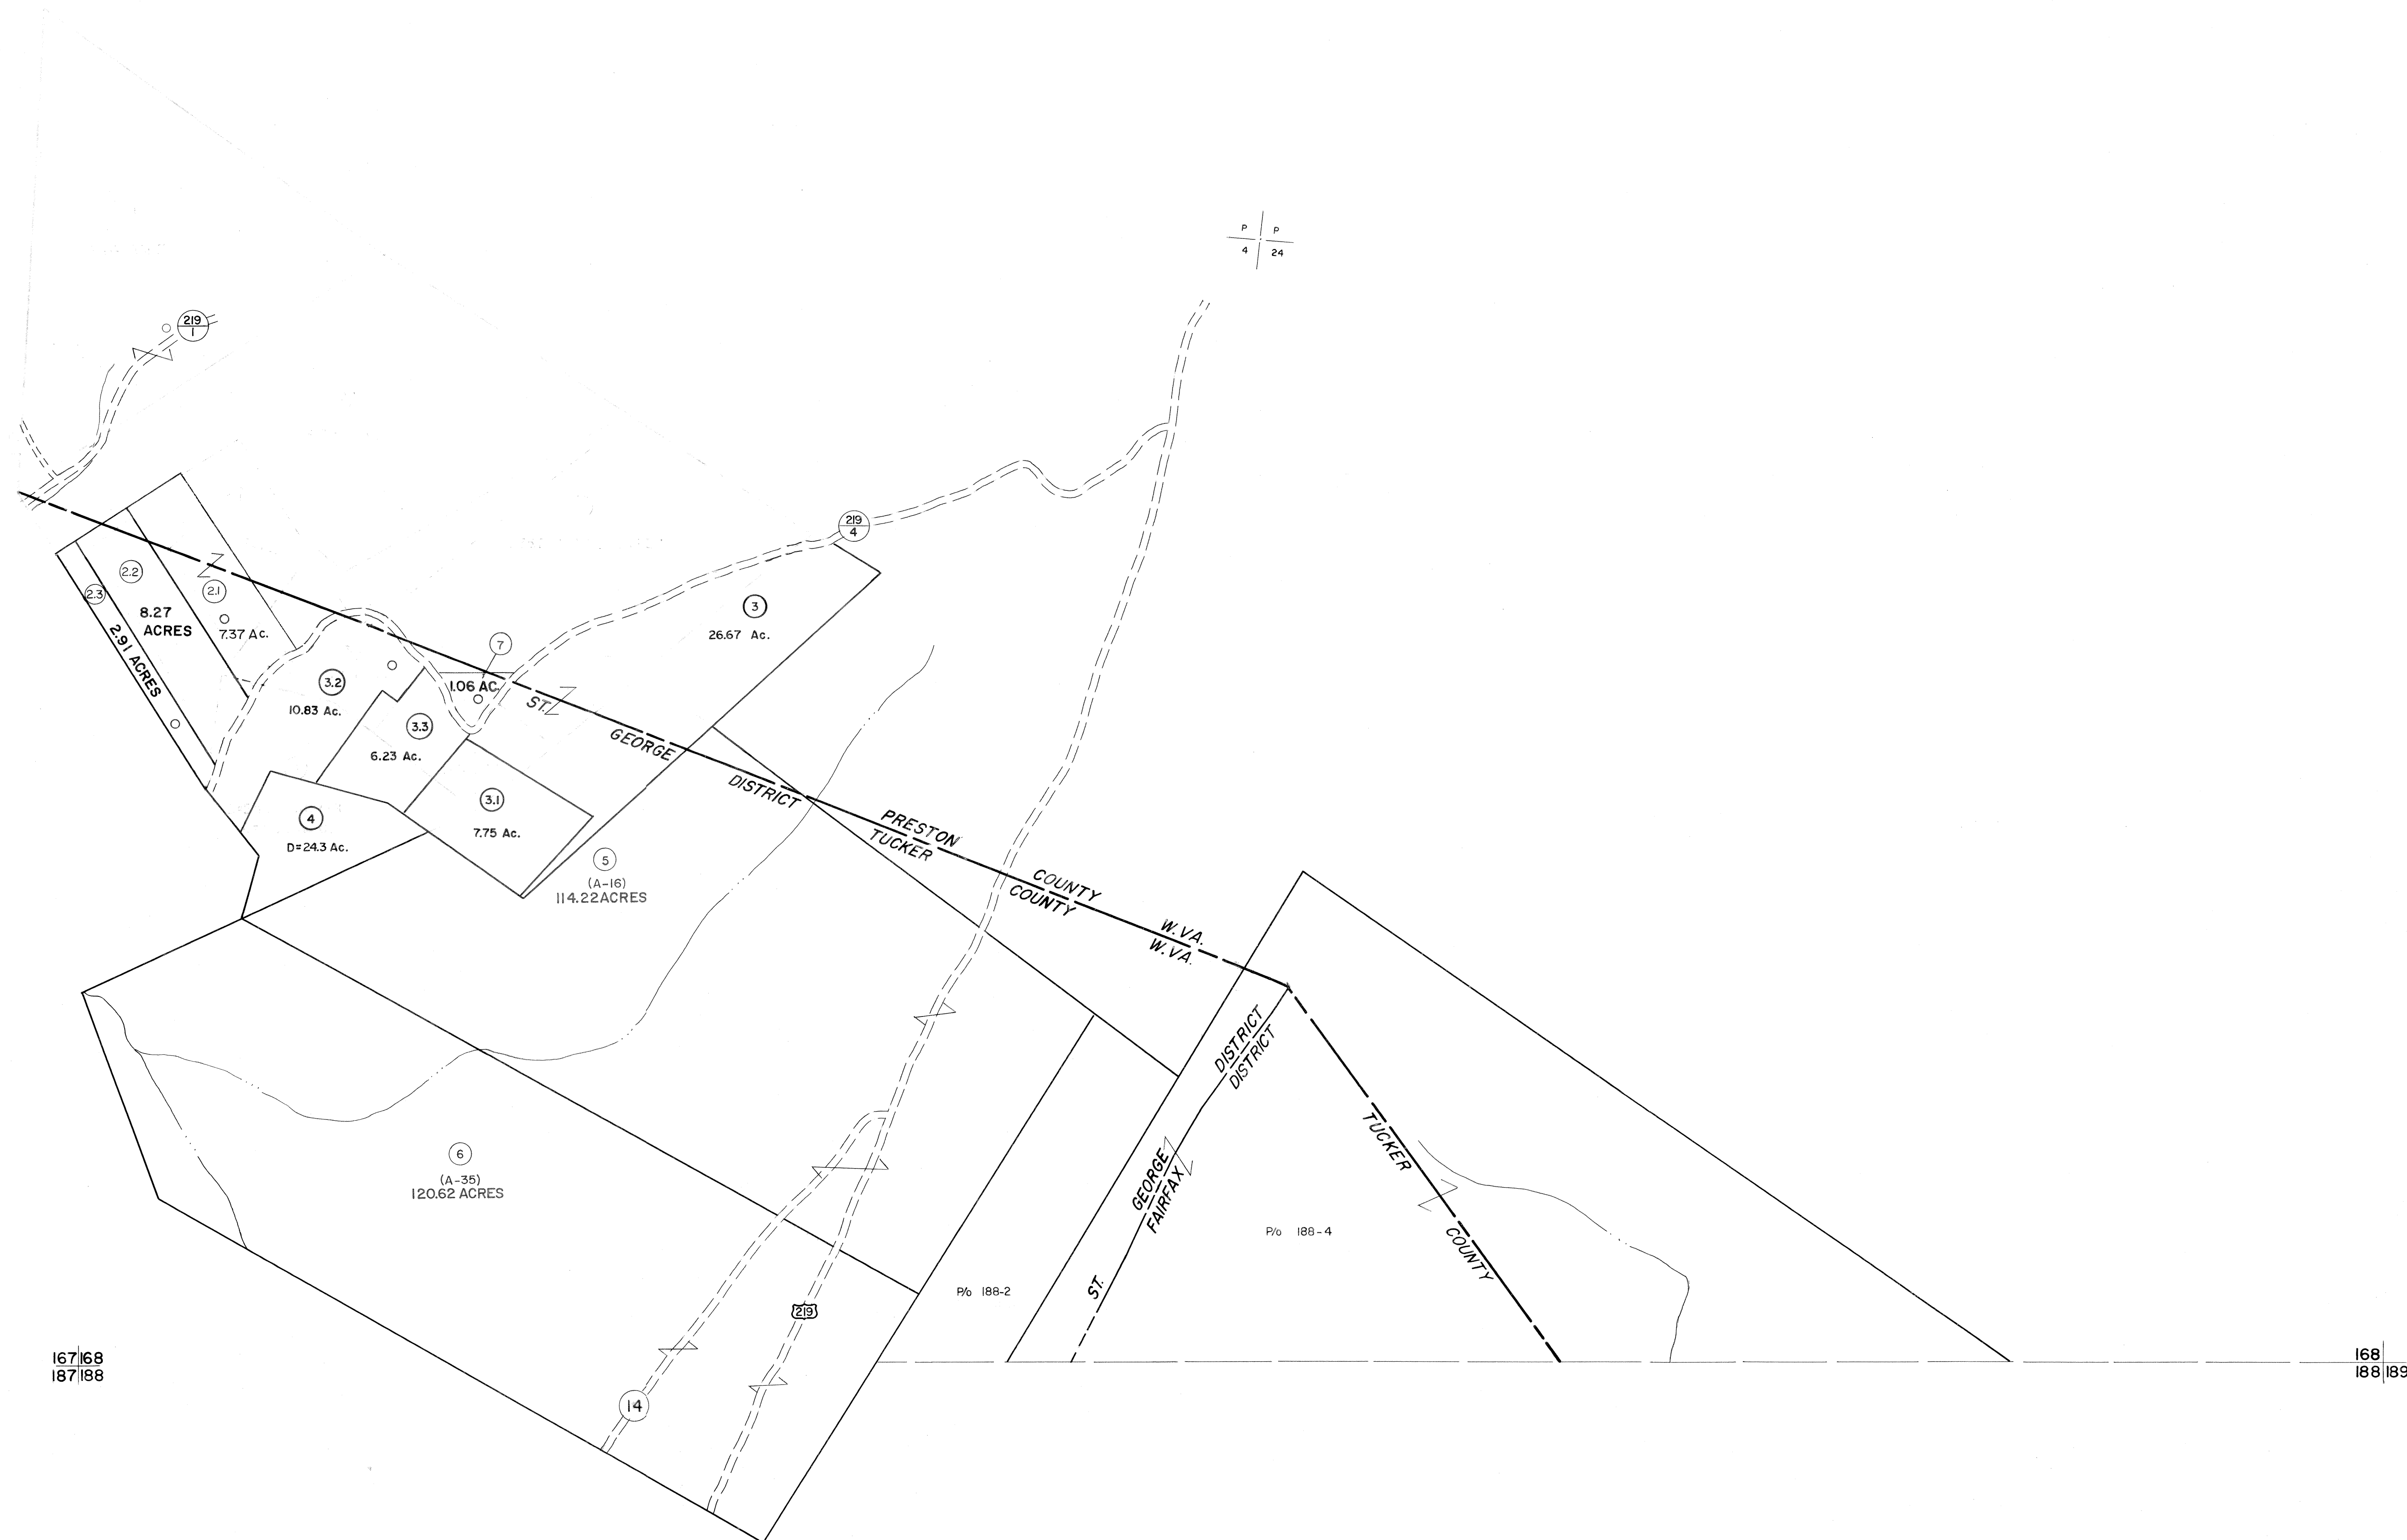 P P
4 24
219
1
219
4
2.2
2.3
2.1
8.27
ACRES
7.37 Ac.
2.91 ACRES
3
26.67 Ac.
7
1.06 AC.
3.2
10.83 Ac.
3.3
6.23 Ac.
3.1
7.75 Ac.
4
D=24.3 Ac.
5
(A-16)
114.22 ACRES
ST. GEORGE DISTRICT
PRESTON COUNTY W.VA.
TUCKER COUNTY W.VA.
ST. GEORGE DISTRICT
FAIRFAX DISTRICT
TUCKER COUNTY
6
(A-35)
120.62 ACRES
P/o 188-4
P/o 188-2
219
14
167 168
187 188
168
188 189